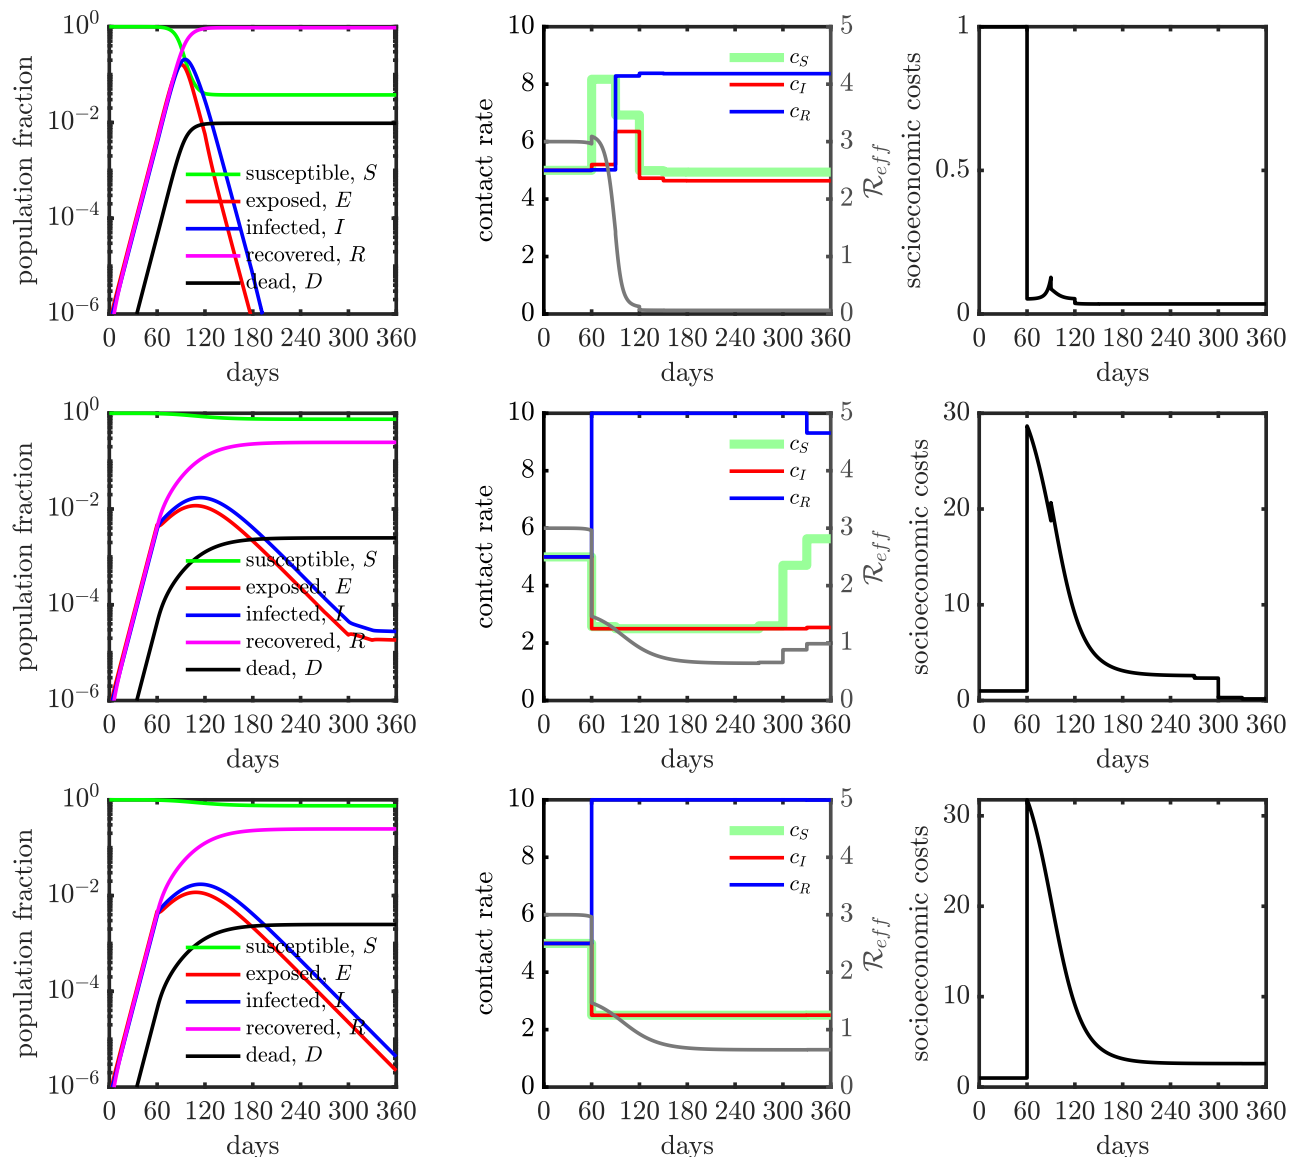 population fraction
10^0
10^{-2}
10^{-4}
10^{-6}
susceptible, S
exposed, E
infected, I
recovered, R
dead, D
0 60 120 180 240 300 360
days
contact rate
10
8
6
4
2
0
c_S
c_I
c_R
5
4
3
2
1
0
R_{eff}
0 60 120 180 240 300 360
days
socioeconomic costs
1
0.5
0
0 60 120 180 240 300 360
days
population fraction
10^0
10^{-2}
10^{-4}
10^{-6}
susceptible, S
exposed, E
infected, I
recovered, R
dead, D
0 60 120 180 240 300 360
days
contact rate
10
8
6
4
2
0
c_S
c_I
c_R
5
4
3
2
1
0
R_{eff}
0 60 120 180 240 300 360
days
socioeconomic costs
30
20
10
0
0 60 120 180 240 300 360
days
population fraction
10^0
10^{-2}
10^{-4}
10^{-6}
susceptible, S
exposed, E
infected, I
recovered, R
dead, D
0 60 120 180 240 300 360
days
contact rate
10
8
6
4
2
0
c_S
c_I
c_R
5
4
3
2
1
0
R_{eff}
0 60 120 180 240 300 360
days
socioeconomic costs
30
20
10
0
0 60 120 180 240 300 360
days